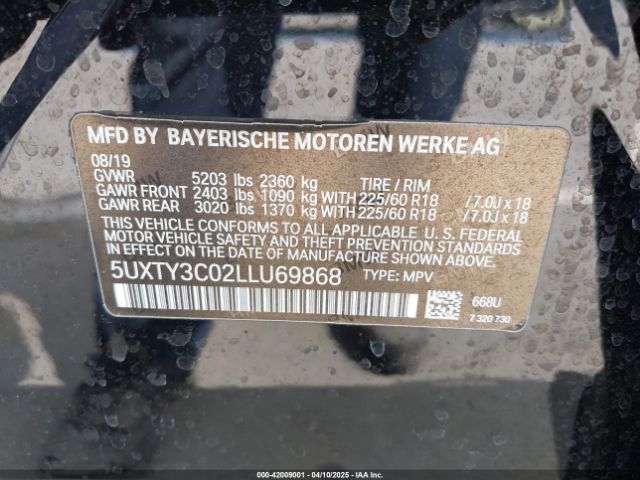 MFD BY BAYERISCHE MOTOREN WERKE AG
08/19
GVWR 5203 lbs 2360 kg TIRE / RIM
GAWR FRONT 2403 lbs 1090 kg WITH 225/60 R18 / 7.0J x 18
GAWR REAR 3020 lbs 1370 kg WITH 225/60 R18 / 7.0J x 18
THIS VEHICLE CONFORMS TO ALL APPLICABLE U. S. FEDERAL
MOTOR VEHICLE SAFETY AND THEFT PREVENTION STANDARDS
IN EFFECT ON THE DATE OF MANUFACTURE SHOWN ABOVE.
5UXTY3C02LLU69868 TYPE: MPV
668U
7 320 730
000-42009001 - 04/10/2025 - IAAI.COM